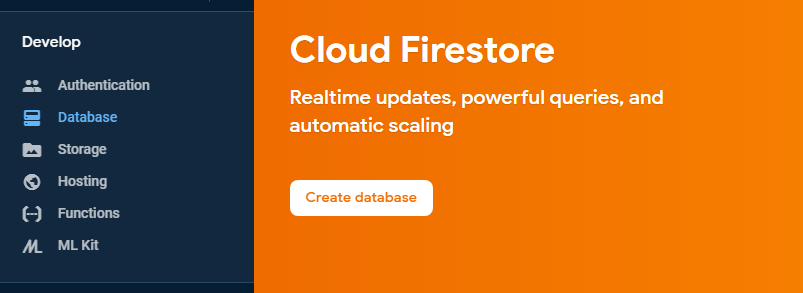 Develop
Authentication
Database
Storage
Hosting
Functions
ML Kit
Cloud Firestore
Realtime updates, powerful queries, and
automatic scaling
Create database